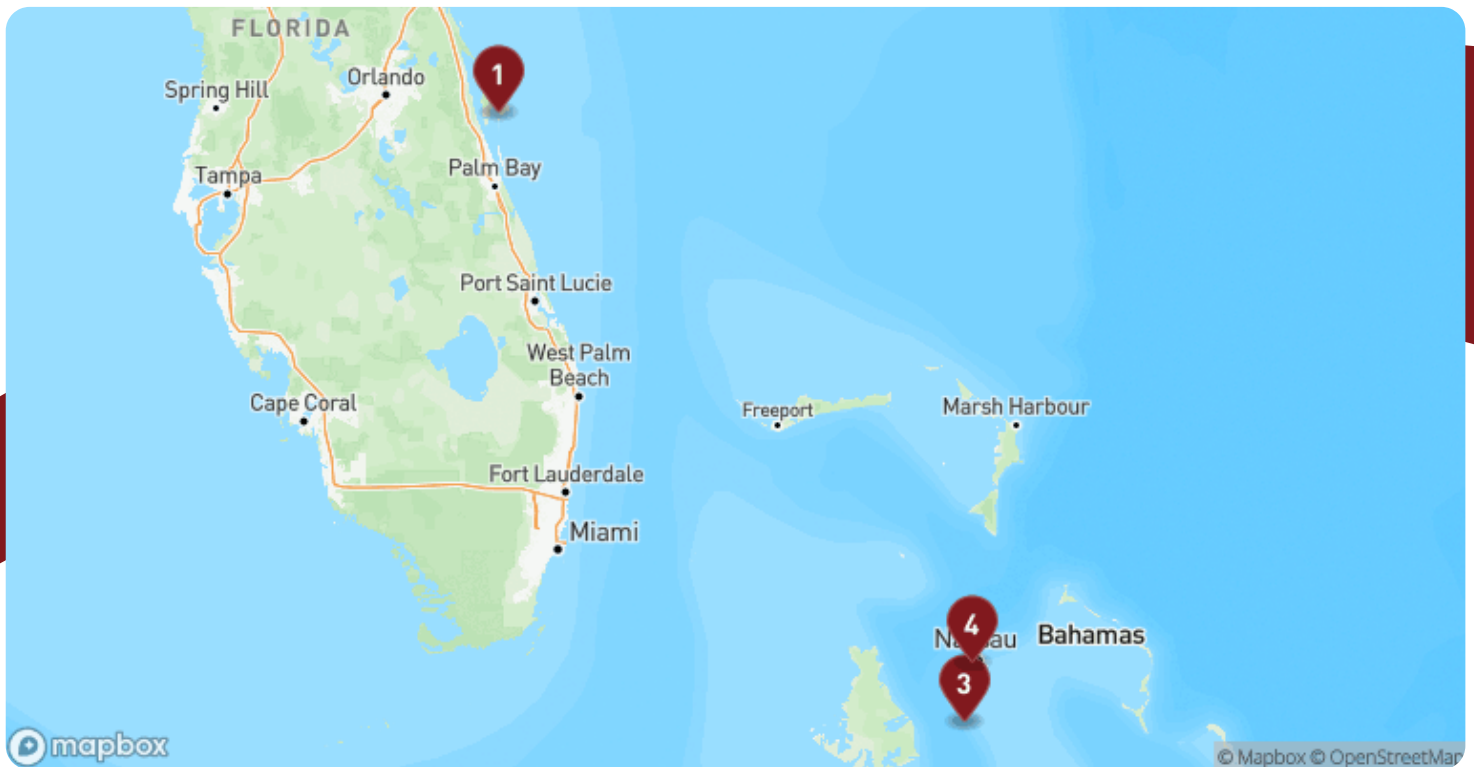 FLORIDA
1
Orlando
Spring Hill
Palm Bay
Tampa
Port Saint Lucie
West Palm
Beach
Cape Coral
Freeport
Marsh Harbour
Fort Lauderdale
Miami
4
Bahamas
3
mapbox
© Mapbox © OpenStreetMap